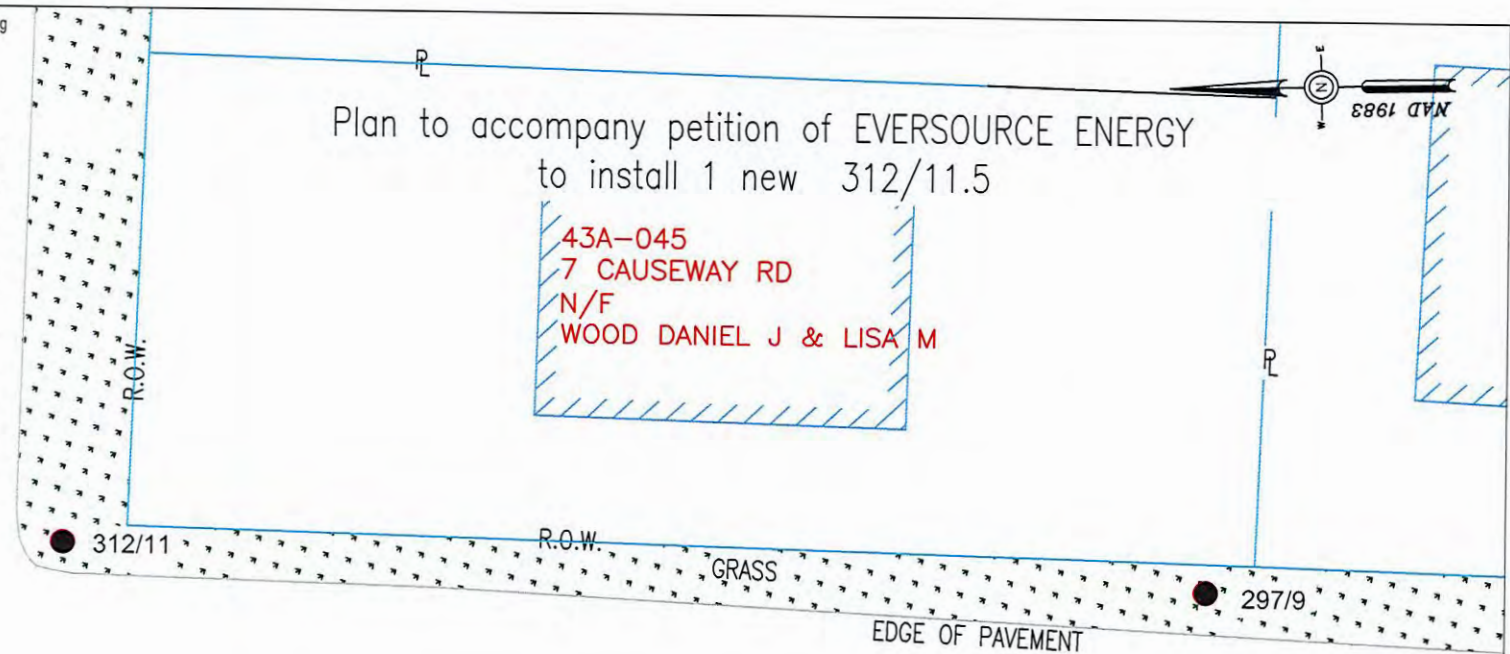 g
PL
E
N
W
NAD 1983
Plan to accompany petition of EVERSOURCE ENERGY
to install 1 new 312/11.5
43A-045
7 CAUSEWAY RD
N/F
WOOD DANIEL J & LISA M
R.O.W.
PL
312/11
R.O.W.
GRASS
297/9
EDGE OF PAVEMENT